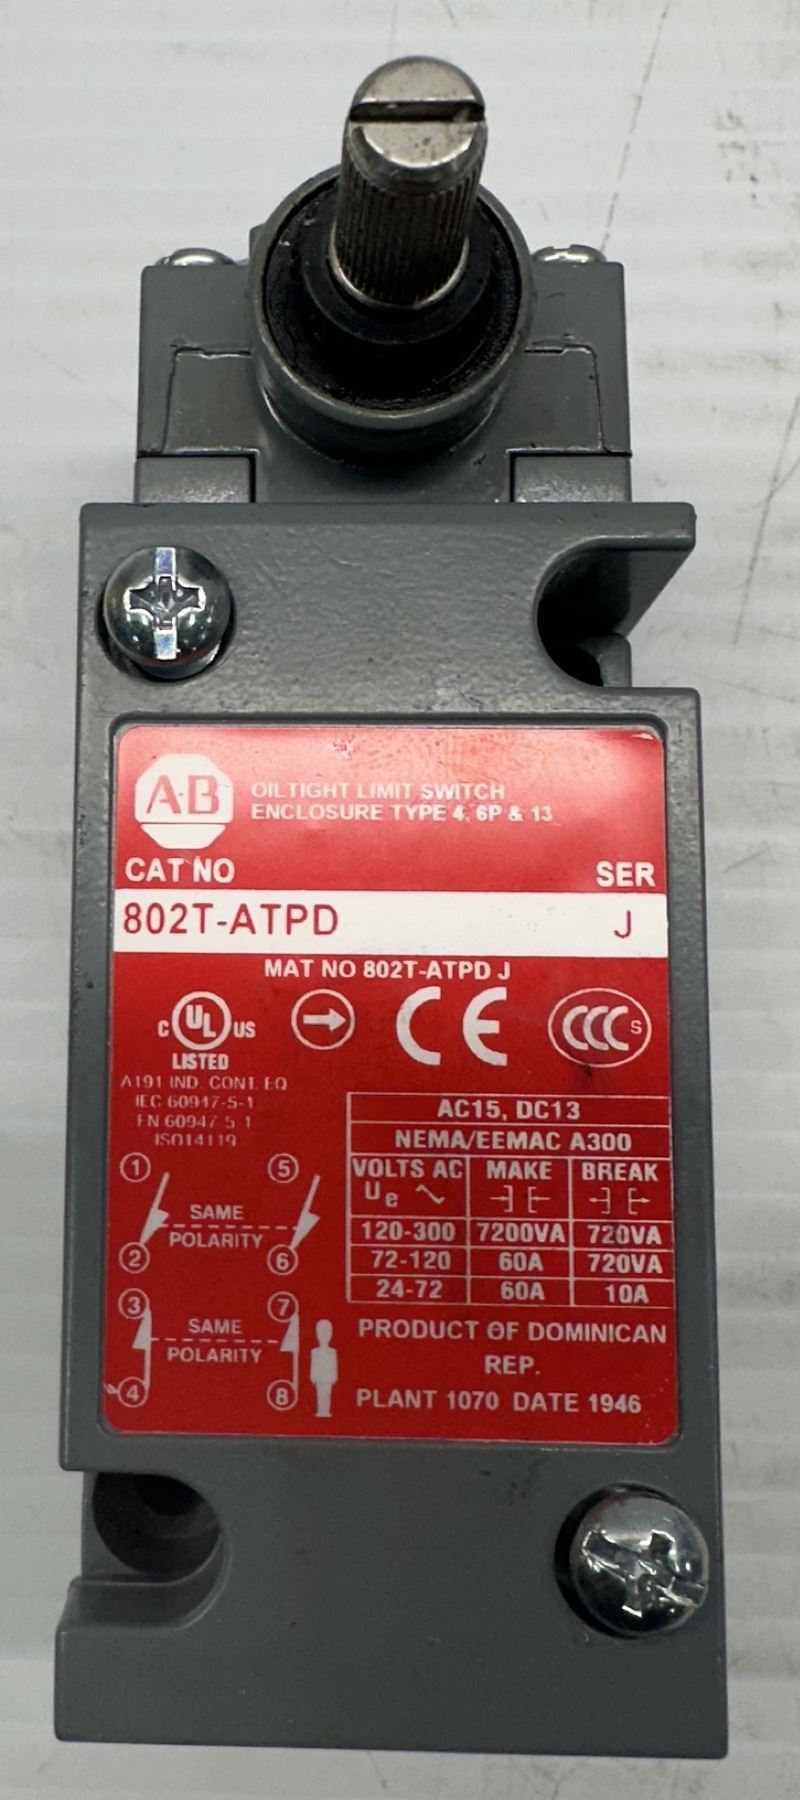 A-B
OILTIGHT LIMIT SWITCH
ENCLOSURE TYPE 4, 6P & 13
CAT NO SER
802T-ATPD J
MAT NO 802T-ATPD J
C UL US
LISTED
CE
CCC S
A191 IND. CONT. EQ
IEC 60947-5-1
EN 60947-5-1
ISO14119
1 5
SAME
POLARITY
2 6
3 7
SAME
POLARITY
4 8
AC15, DC13
NEMA/EEMAC A300
VOLTS AC MAKE BREAK
Ue
120-300 7200VA 720VA
72-120 60A 720VA
24-72 60A 10A
PRODUCT OF DOMINICAN
REP.
PLANT 1070 DATE 1946